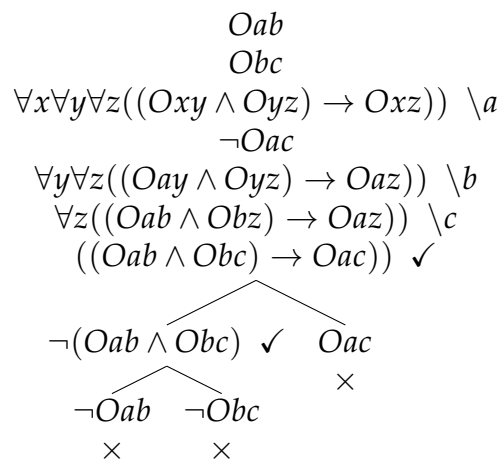 Oab
Obc
∀x∀y∀z((Oxy ∧ Oyz) → Oxz)) \a
¬Oac
∀y∀z((Oay ∧ Oyz) → Oaz)) \b
∀z((Oab ∧ Obz) → Oaz)) \c
((Oab ∧ Obc) → Oac)) ✓
¬(Oab ∧ Obc) ✓ Oac
×
¬Oab ¬Obc
× ×